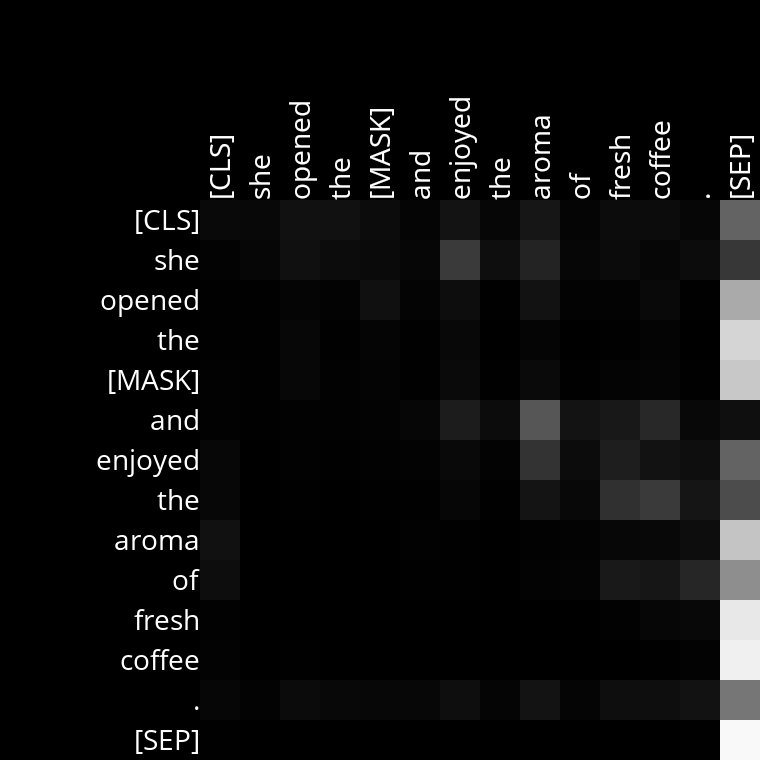 [CLS] she opened the [MASK] and enjoyed the aroma of fresh coffee . [SEP]
[CLS]
she
opened
the
[MASK]
and
enjoyed
the
aroma
of
fresh
coffee
.
[SEP]